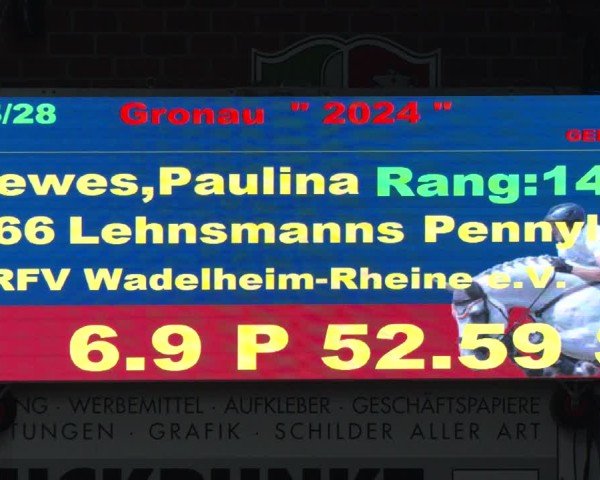 /28 Gronau " 2024 "
GE
ewes,Paulina Rang:14
66 Lehnsmanns Penny
RFV Wadelheim-Rheine e.V.
6.9 P 52.59 S
NG · WERBEMITTEL · AUFKLEBER · GESCHÄFTSPAPIERE
TUNGEN · GRAFIK · SCHILDER ALLER ART